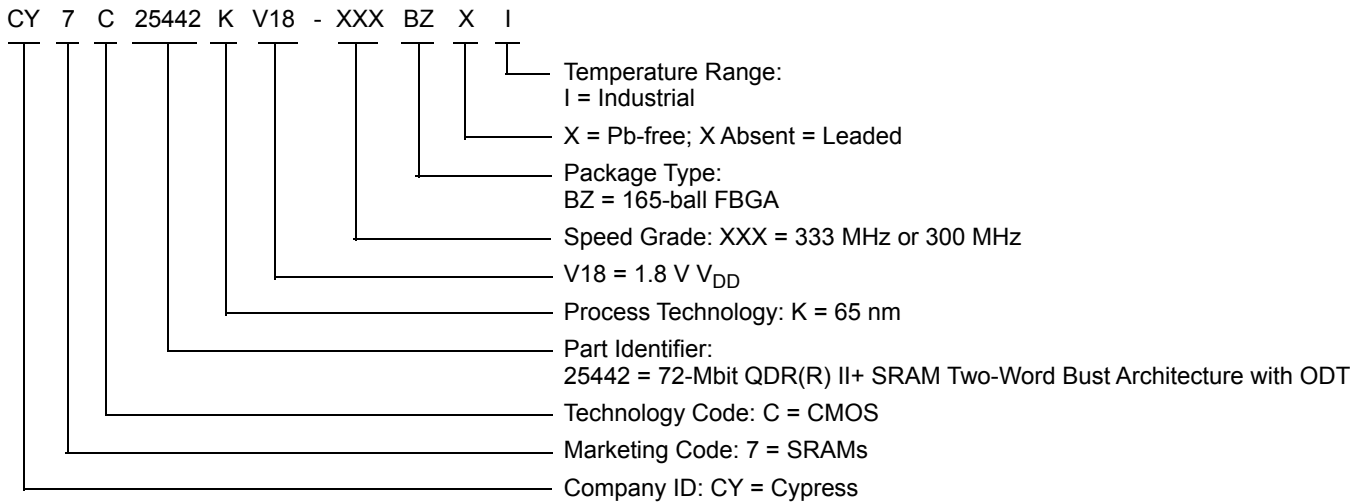 CY 7 C 25442 K V18 - XXX BZ X I
Temperature Range:
I = Industrial
X = Pb-free; X Absent = Leaded
Package Type:
BZ = 165-ball FBGA
Speed Grade: XXX = 333 MHz or 300 MHz
V18 = 1.8 V VDD
Process Technology: K = 65 nm
Part Identifier:
25442 = 72-Mbit QDR(R) II+ SRAM Two-Word Bust Architecture with ODT
Technology Code: C = CMOS
Marketing Code: 7 = SRAMs
Company ID: CY = Cypress